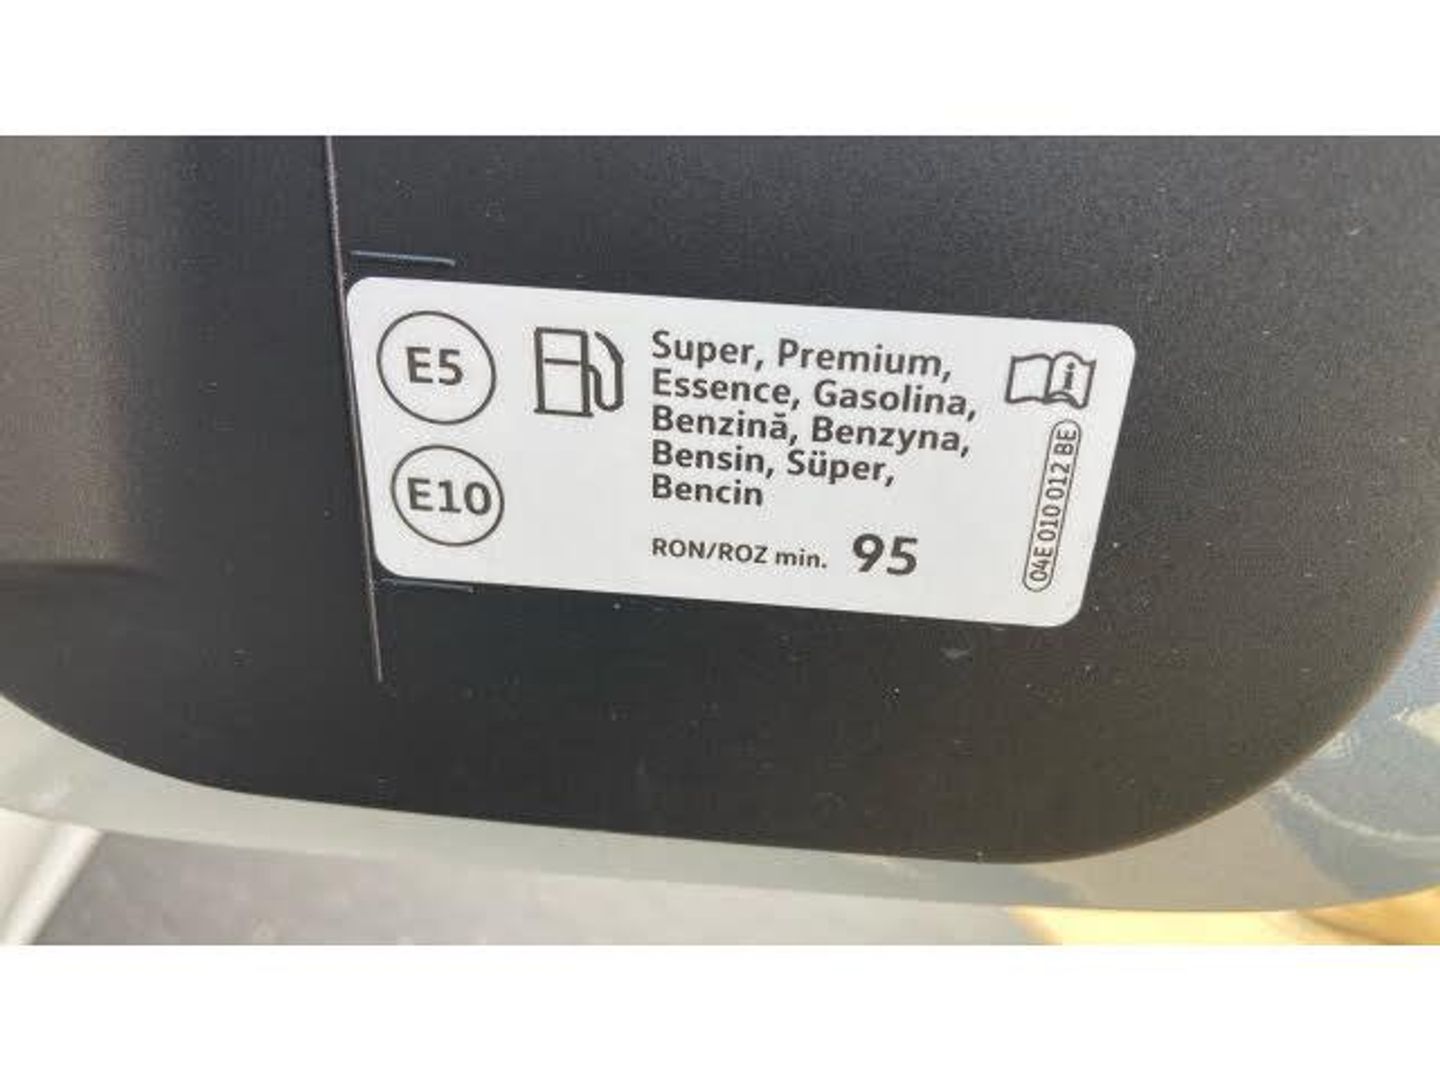 E5
E10
Super, Premium,
Essence, Gasolina,
Benzină, Benzyna,
Bensin, Süper,
Bencin
RON/ROZ min. 95
04E 010 012 BE